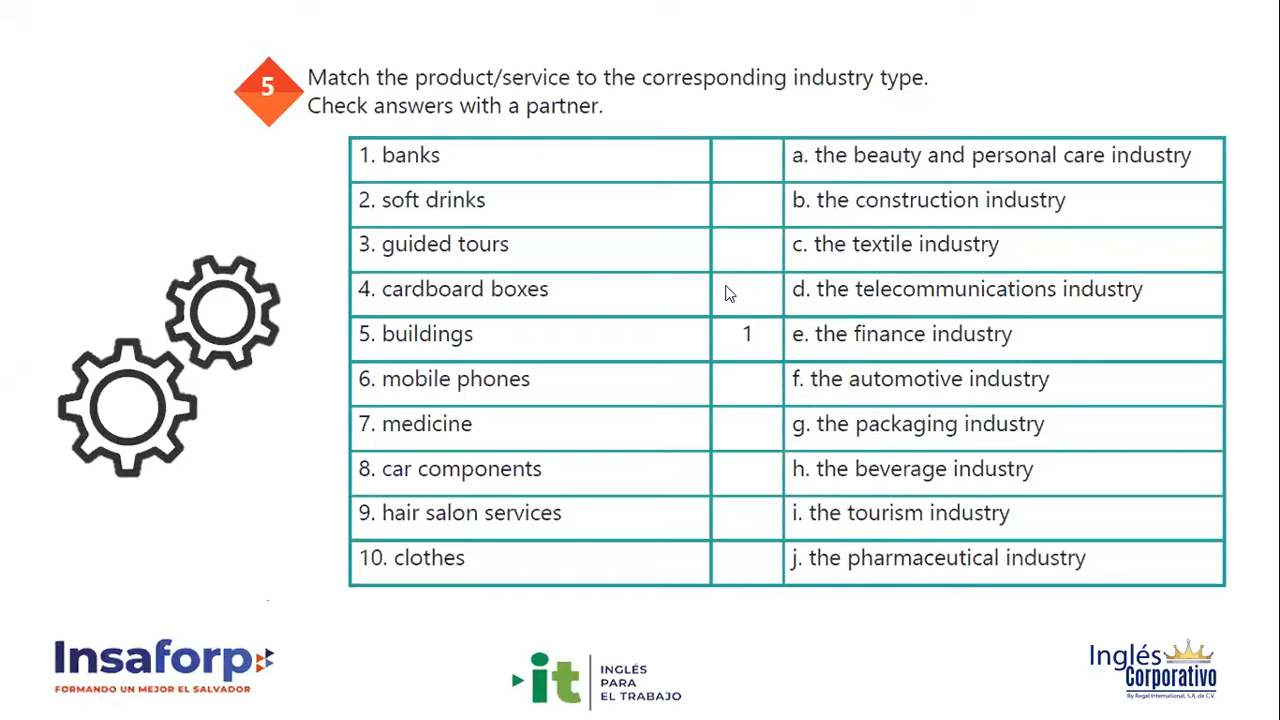 5
Match the product/service to the corresponding industry type.
Check answers with a partner.
1. banks a. the beauty and personal care industry
2. soft drinks b. the construction industry
3. guided tours c. the textile industry
4. cardboard boxes d. the telecommunications industry
5. buildings 1 e. the finance industry
6. mobile phones f. the automotive industry
7. medicine g. the packaging industry
8. car components h. the beverage industry
9. hair salon services i. the tourism industry
10. clothes j. the pharmaceutical industry
Insaforp
FORMANDO UN MEJOR EL SALVADOR
it
INGLÉS
PARA
EL TRABAJO
Inglés
Corporativo
By Regal International, S.A. de C.V.